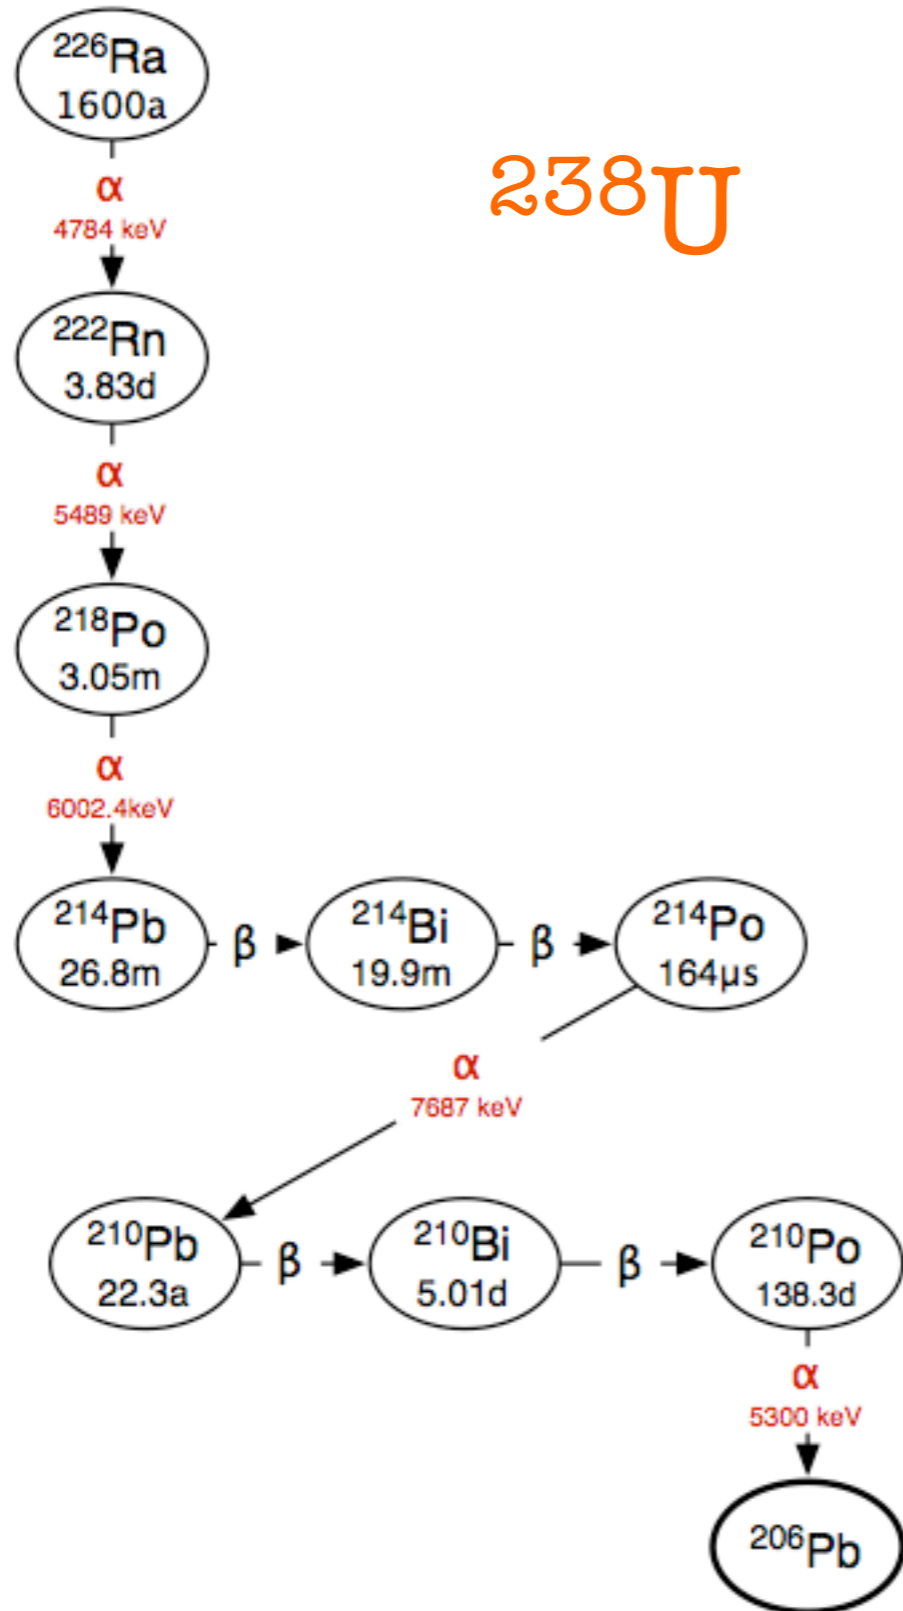 ²²⁶Ra
1600a
²³⁸U
α
4784 keV
²²²Rn
3.83d
α
5489 keV
²¹⁸Po
3.05m
α
6002.4keV
²¹⁴Pb
26.8m
β
²¹⁴Bi
19.9m
β
²¹⁴Po
164μs
α
7687 keV
²¹⁰Pb
22.3a
β
²¹⁰Bi
5.01d
β
²¹⁰Po
138.3d
α
5300 keV
²⁰⁶Pb